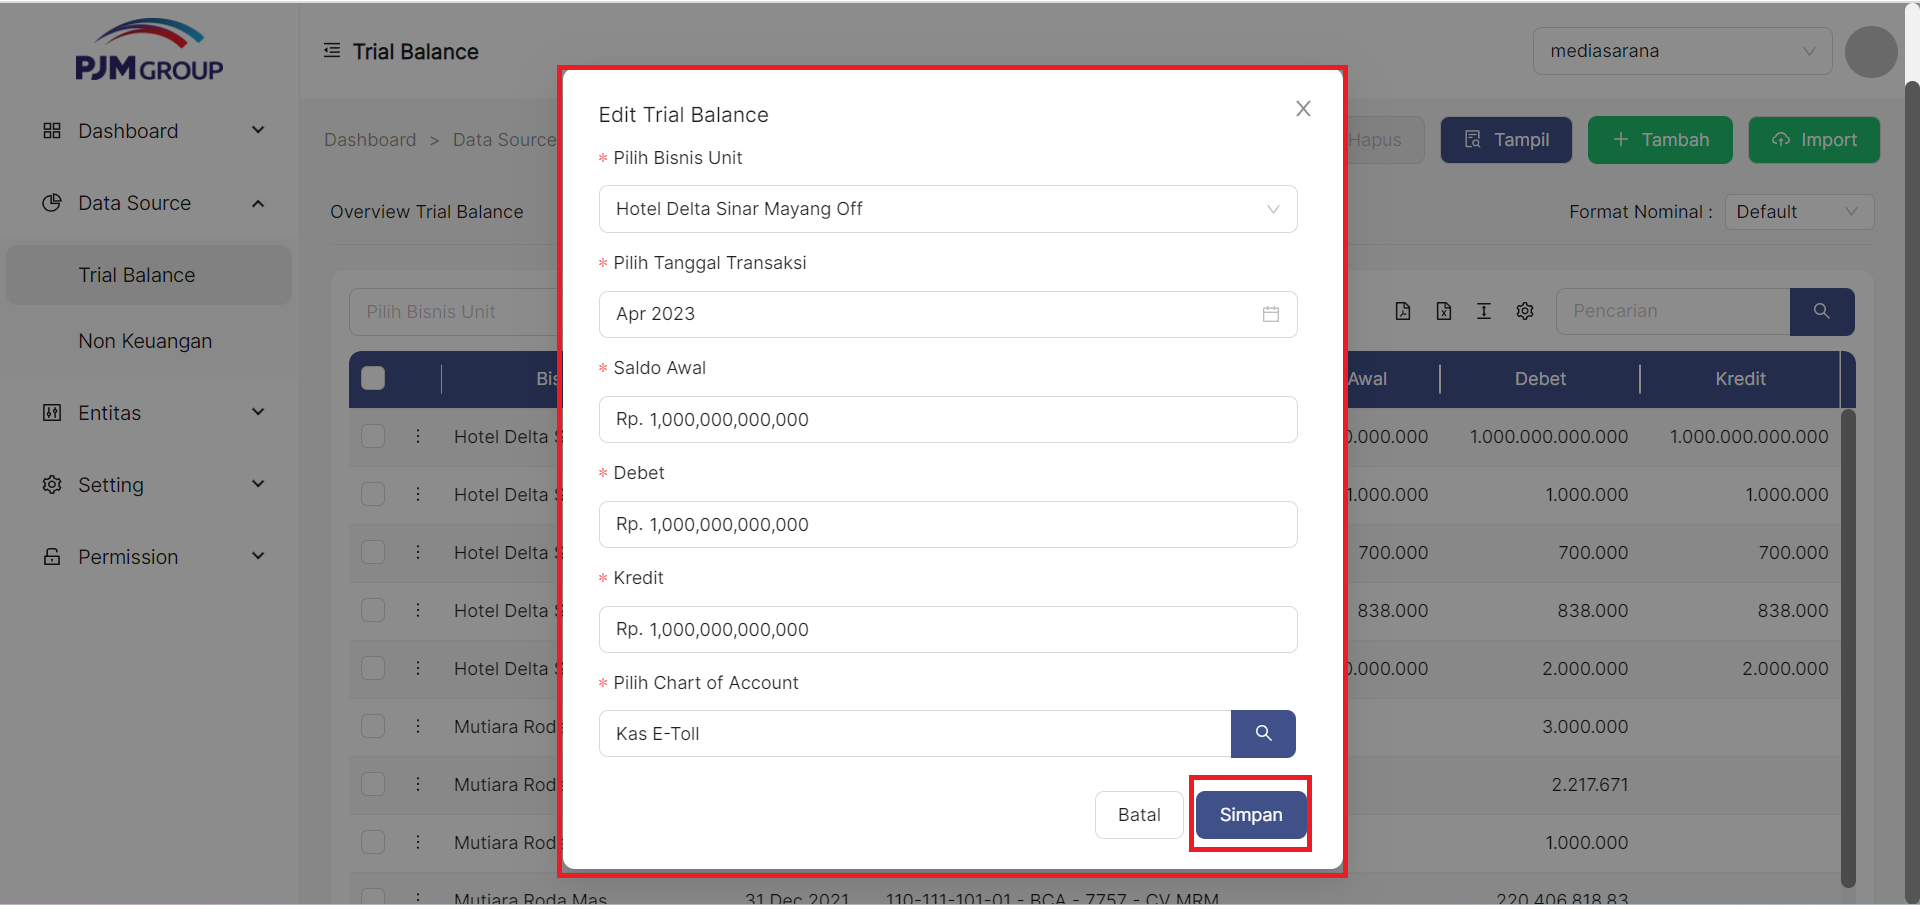 PJM GROUP
Trial Balance
mediasarana
Dashboard
Data Source
Trial Balance
Non Keuangan
Entitas
Setting
Permission
Dashboard > Data Source
Hapus
Tampil
+ Tambah
Import
Overview Trial Balance
Format Nominal :
Default
Pilih Bisnis Unit
Pencarian
Awal
Debet
Kredit
Hotel Delta
0.000.000
1.000.000.000.000
1.000.000.000.000
Hotel Delta
1.000.000
1.000.000
1.000.000
Hotel Delta
700.000
700.000
700.000
Hotel Delta
838.000
838.000
838.000
Hotel Delta
0.000.000
2.000.000
2.000.000
Mutiara Roda
3.000.000
Mutiara Roda
2.217.671
Mutiara Roda
1.000.000
Mutiara Roda Mas
31 Dec 2021
110-111-101-01 - BCA - 7757 - CV MRM
220.406.818,83
Edit Trial Balance
* Pilih Bisnis Unit
Hotel Delta Sinar Mayang Off
* Pilih Tanggal Transaksi
Apr 2023
* Saldo Awal
Rp. 1,000,000,000,000
* Debet
Rp. 1,000,000,000,000
* Kredit
Rp. 1,000,000,000,000
* Pilih Chart of Account
Kas E-Toll
Batal
Simpan